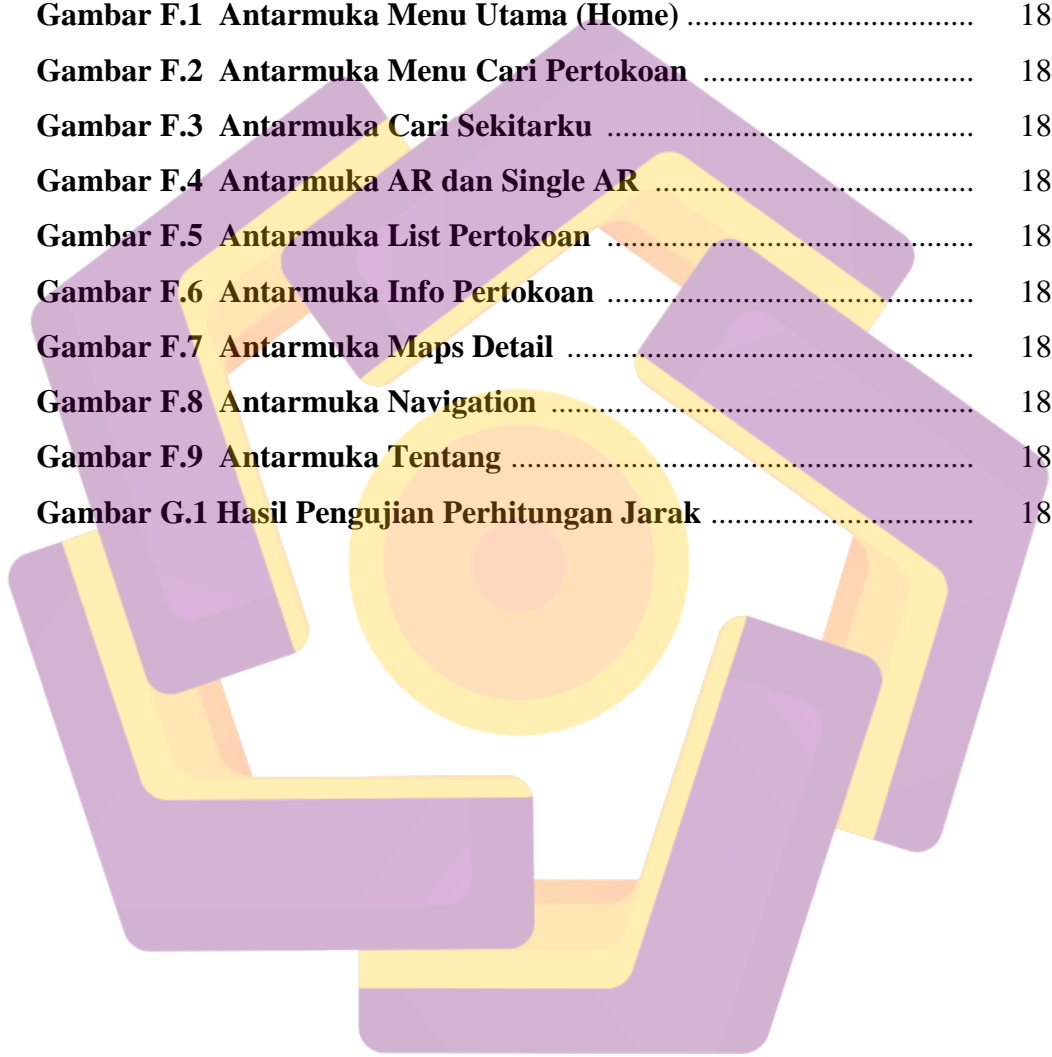 Gambar F.1 Antarmuka Menu Utama (Home) ................................ 18
Gambar F.2 Antarmuka Menu Cari Pertokoan ............................... 18
Gambar F.3 Antarmuka Cari Sekitarku .......................................... 18
Gambar F.4 Antarmuka AR dan Single AR .................................... 18
Gambar F.5 Antarmuka List Pertokoan .......................................... 18
Gambar F.6 Antarmuka Info Pertokoan .......................................... 18
Gambar F.7 Antarmuka Maps Detail ............................................... 18
Gambar F.8 Antarmuka Navigation ................................................. 18
Gambar F.9 Antarmuka Tentang ...................................................... 18
Gambar G.1 Hasil Pengujian Perhitungan Jarak .............................. 18